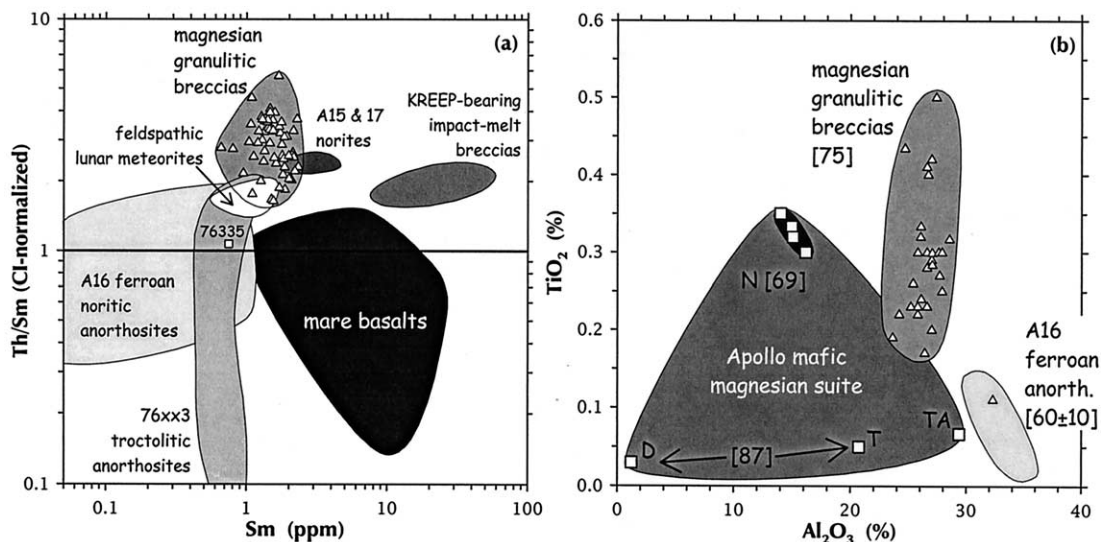 (a)
magnesian
granulitic
breccias
KREEP-bearing
impact-melt
breccias
A15 & 17
norites
feldspathic
lunar meteorites
76335
A16 ferroan
noritic
anorthosites
mare basalts
76xx3
troctolitic
anorthosites
10
1
0.1
Th/Sm (CI-normalized)
0.1
1
10
100
Sm (ppm)
(b)
magnesian
granulitic
breccias
[75]
N [69]
Apollo mafic
magnesian suite
A16
ferroan
anorth.
[60±10]
TA
D
[87]
T
0.6
0.5
0.4
0.3
0.2
0.1
0.0
TiO₂ (%)
0.0
10
20
30
40
Al₂O₃ (%)